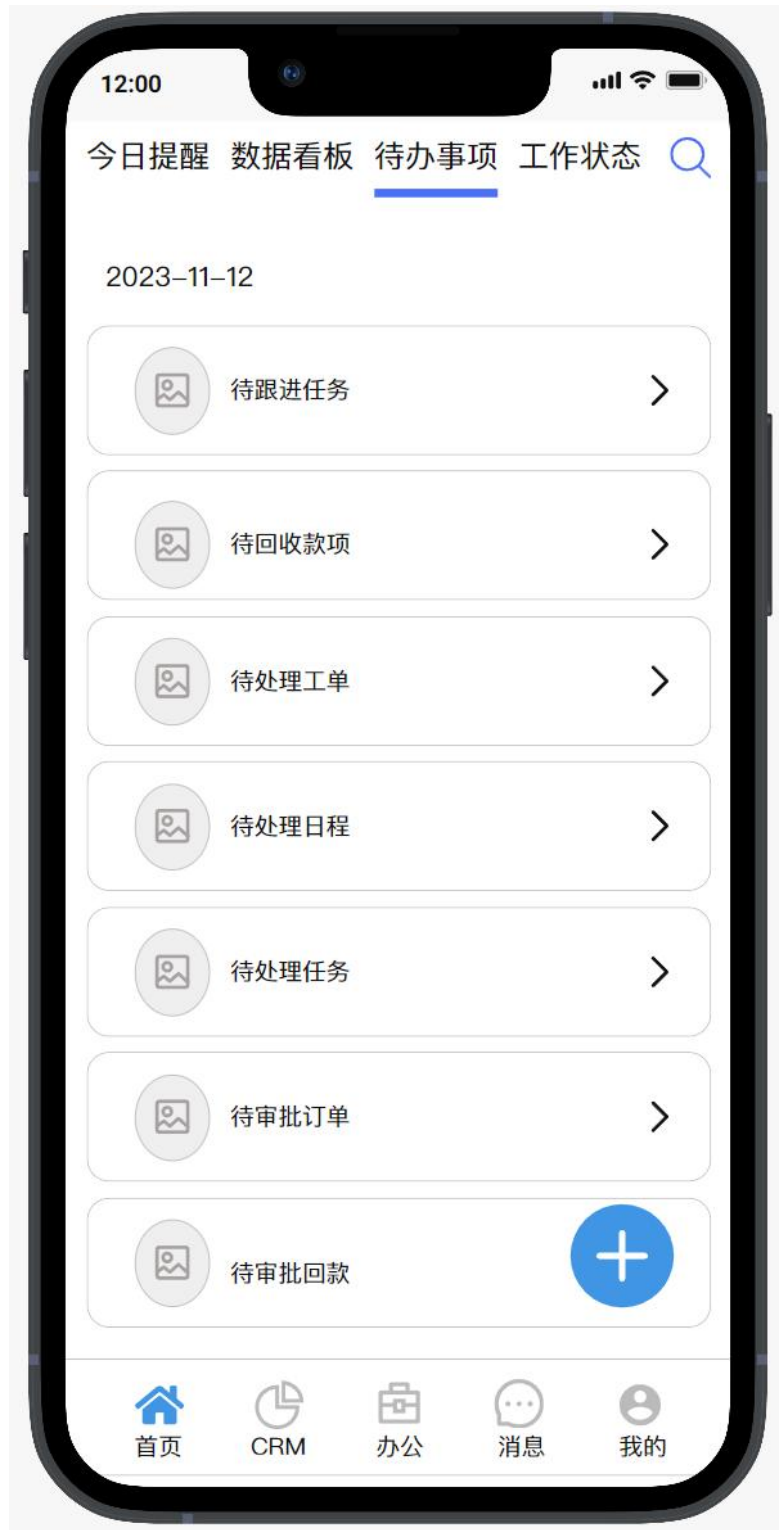 12:00
今日提醒 数据看板 待办事项 工作状态
2023-11-12
待跟进任务
待回收款项
待处理工单
待处理日程
待处理任务
待审批订单
待审批回款
首页 CRM 办公 消息 我的